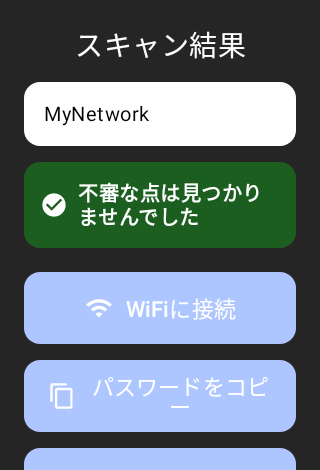 スキャン結果
MyNetwork
不審な点は見つかり
ませんでした
WiFiに接続
パスワードをコピ
ー